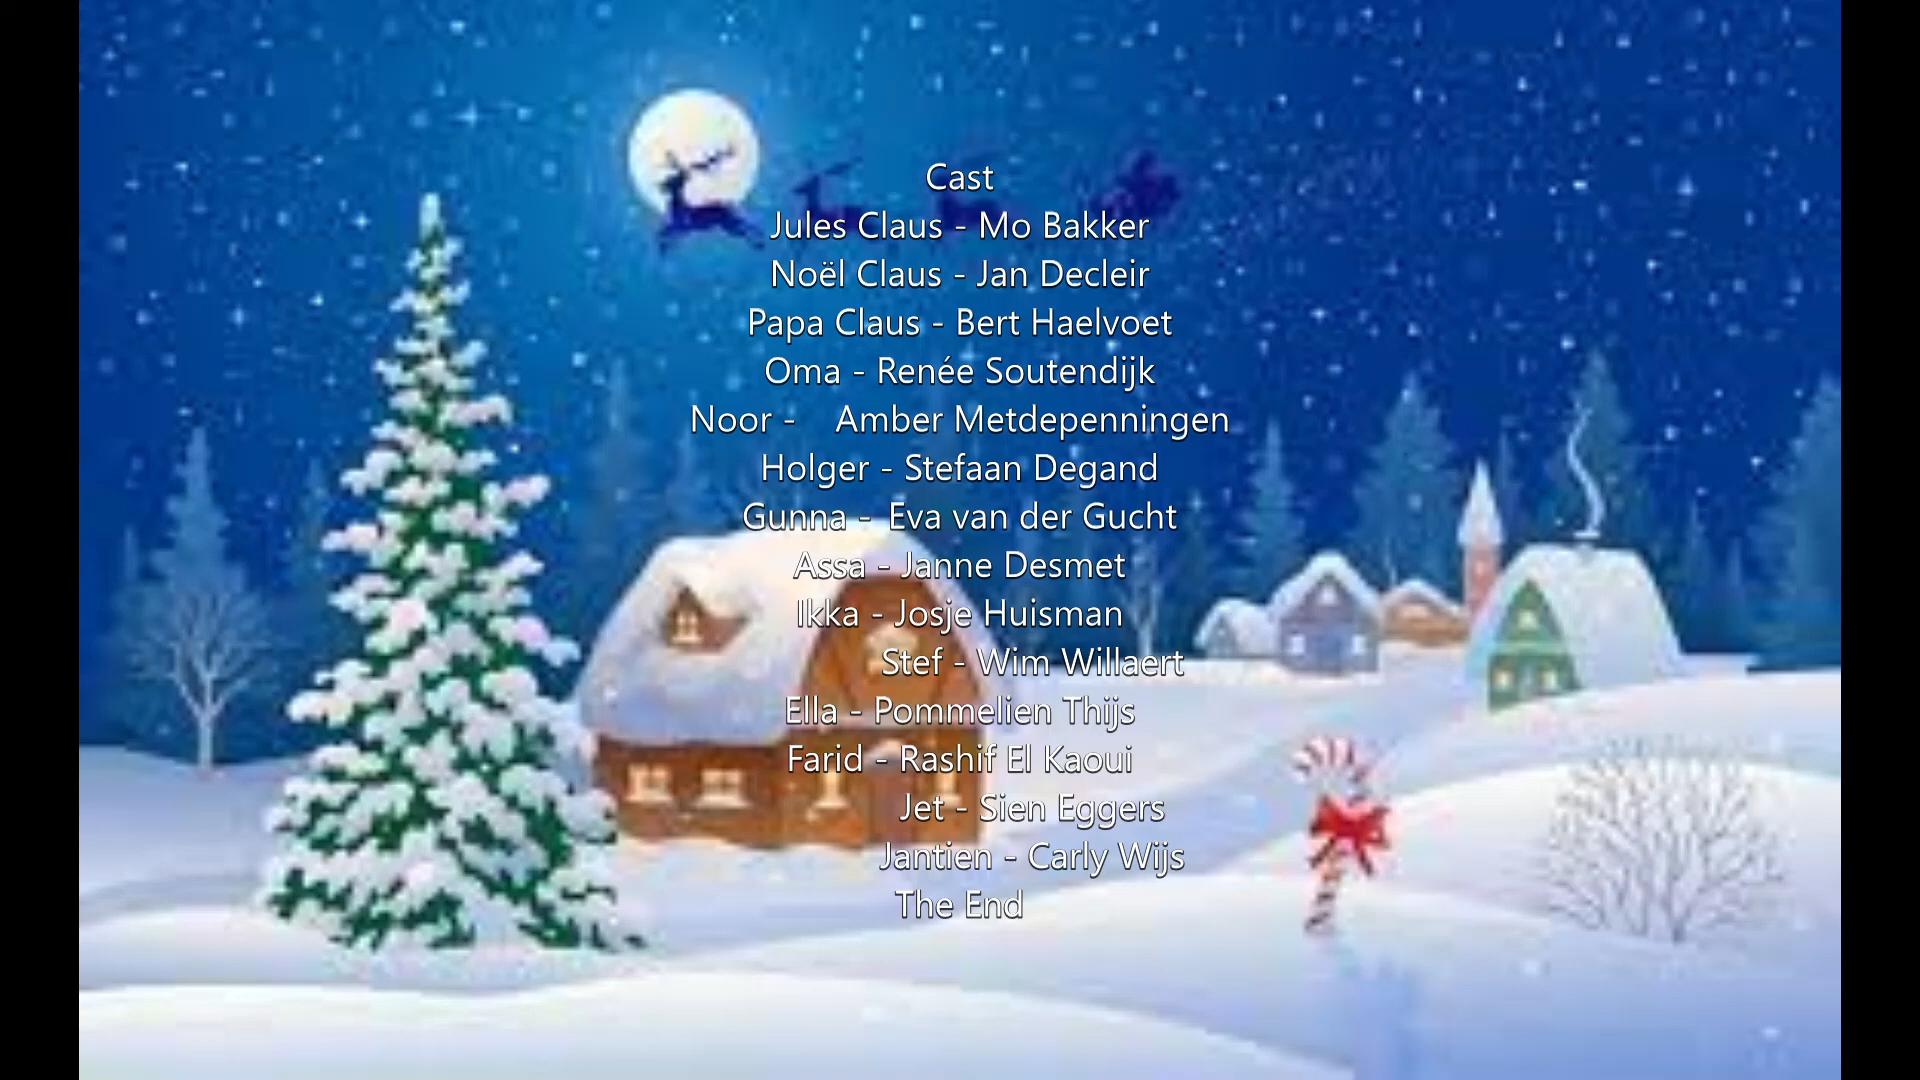 Cast
Jules Claus - Mo Bakker
Noël Claus - Jan Decleir
Papa Claus - Bert Haelvoet
Oma - Renée Soutendijk
Noor - Amber Metdepenningen
Holger - Stefaan Degand
Gunna - Eva van der Gucht
Assa - Janne Desmet
Ikka - Josje Huisman
Stef - Wim Willaert
Ella - Pommelien Thijs
Farid - Rashif El Kaoui
Jet - Sien Eggers
Jantien - Carly Wijs
The End